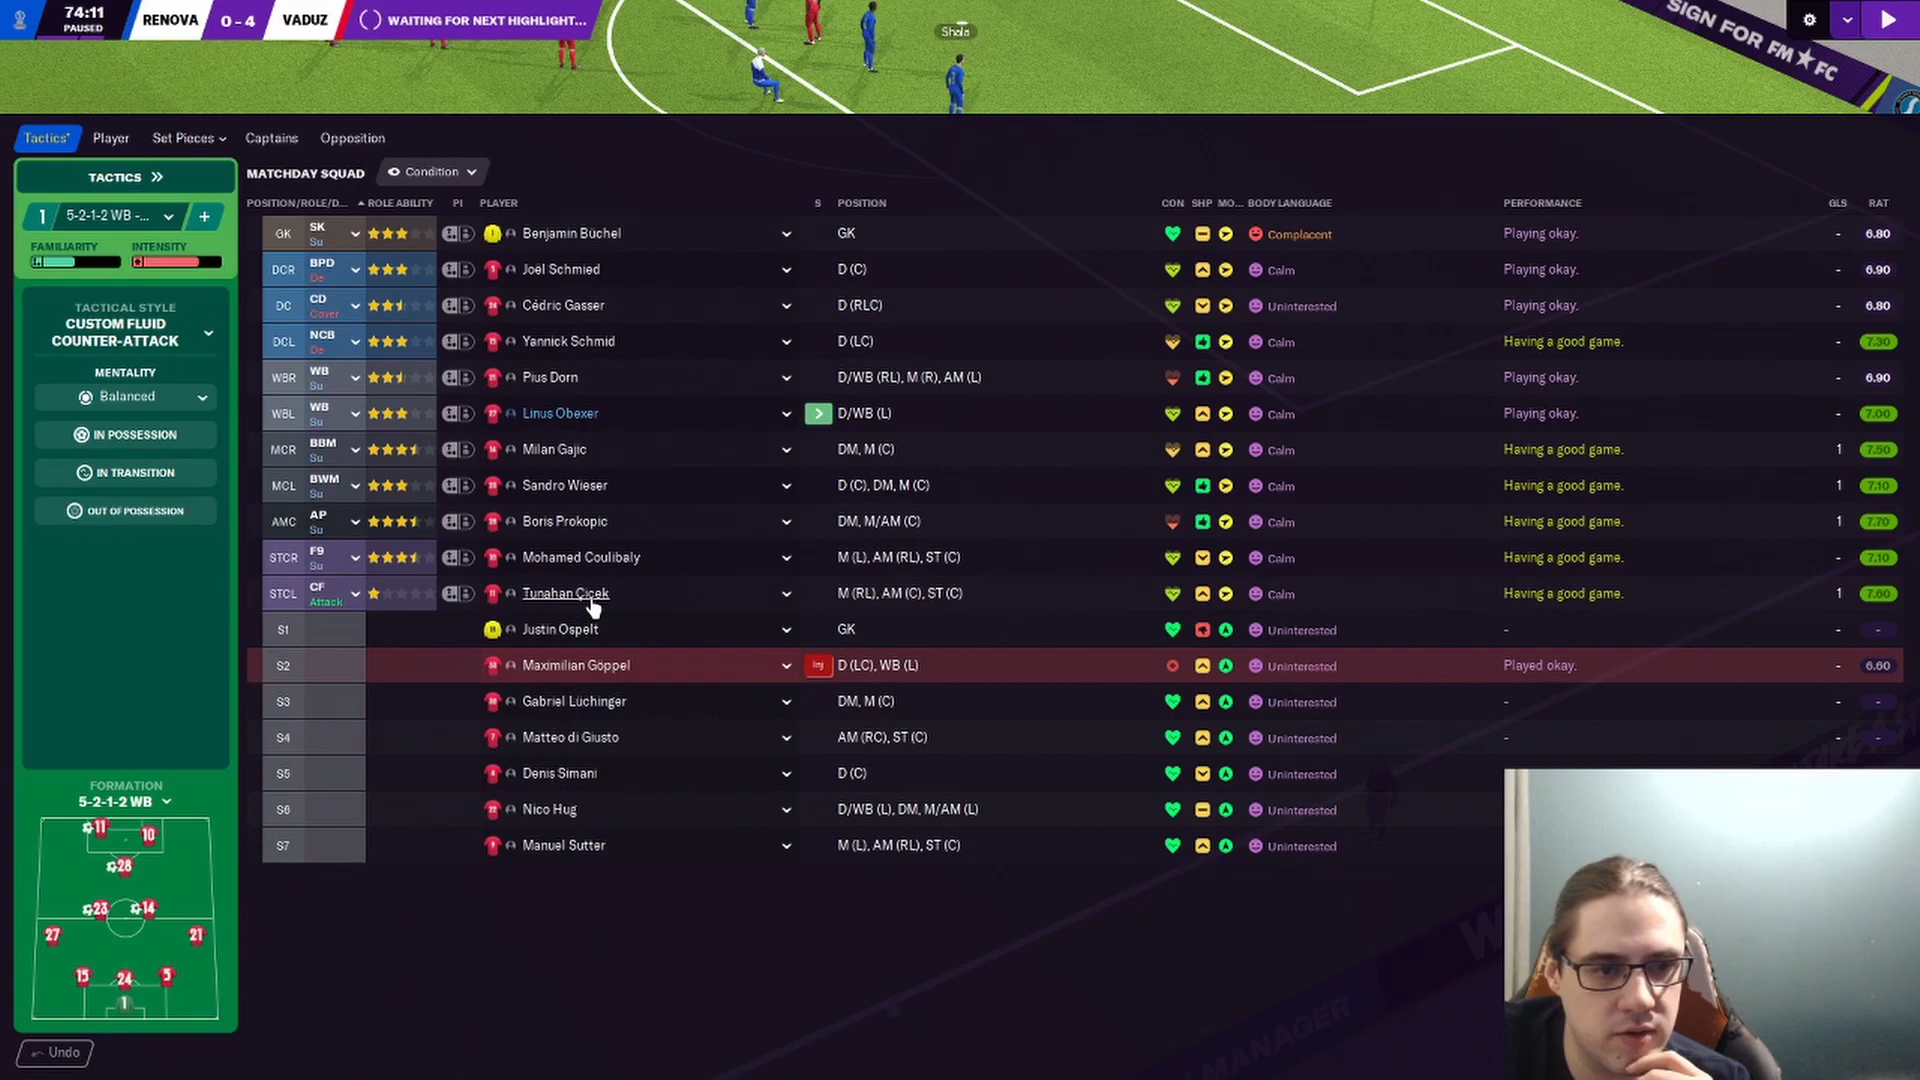 74:11
PAUSED
RENOVA 0 - 4 VADUZ
WAITING FOR NEXT HIGHLIGHT...
Shala
SIGN FOR FM★FC
Tactics* Player Set Pieces Captains Opposition
TACTICS
1 5-2-1-2 WB -...
FAMILIARITY INTENSITY
TACTICAL STYLE
CUSTOM FLUID
COUNTER-ATTACK
MENTALITY
Balanced
IN POSSESSION
IN TRANSITION
OUT OF POSSESSION
FORMATION
5-2-1-2 WB
11 10
28
23 14
27 21
15 24 5
1
Undo
MATCHDAY SQUAD Condition
POSITION/ROLE/D... ROLE ABILITY PI PLAYER S POSITION CON SHP MO... BODY LANGUAGE PERFORMANCE GLS RAT
GK SK Su Benjamin Büchel GK Complacent Playing okay. - 6.80
DCR BPD De Joël Schmied D (C) Calm Playing okay. - 6.90
DC CD Cover Cédric Gasser D (RLC) Uninterested Playing okay. - 6.80
DCL NCB De Yannick Schmid D (LC) Calm Having a good game. - 7.30
WBR WB Su Pius Dorn D/WB (RL), M (R), AM (L) Calm Playing okay. - 6.90
WBL WB Su Linus Obexer D/WB (L) Calm Playing okay. - 7.00
MCR BBM Su Milan Gajic DM, M (C) Calm Having a good game. 1 7.50
MCL BWM Su Sandro Wieser D (C), DM, M (C) Calm Having a good game. 1 7.10
AMC AP Su Boris Prokopic DM, M/AM (C) Calm Having a good game. 1 7.70
STCR F9 Su Mohamed Coulibaly M (L), AM (RL), ST (C) Calm Having a good game. - 7.10
STCL CF Attack Tunahan Çiçek M (RL), AM (C), ST (C) Calm Having a good game. 1 7.60
S1 Justin Ospelt GK Uninterested - - -
S2 Maximilian Göppel Inj D (LC), WB (L) Uninterested Played okay. - 6.60
S3 Gabriel Lüchinger DM, M (C) Uninterested - - -
S4 Matteo di Giusto AM (RC), ST (C) Uninterested - - -
S5 Denis Simani D (C) Uninterested
S6 Nico Hug D/WB (L), DM, M/AM (L) Uninterested
S7 Manuel Sutter M (L), AM (RL), ST (C) Uninterested
MANAGER